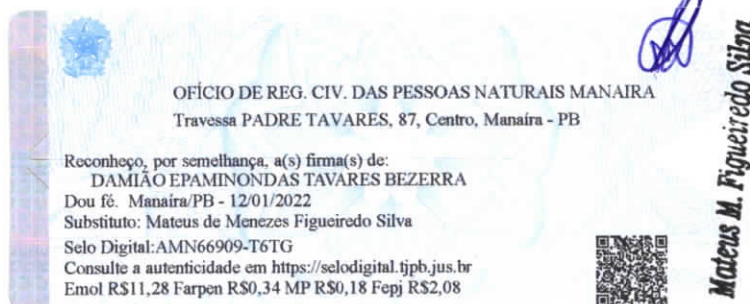 OFÍCIO DE REG. CIV. DAS PESSOAS NATURAIS MANAIRA
Travessa PADRE TAVARES, 87, Centro, Manaíra - PB
Reconheço, por semelhança, a(s) firma(s) de:
DAMIÃO EPAMINONDAS TAVARES BEZERRA
Dou fé. Manaíra/PB - 12/01/2022
Substituto: Mateus de Menezes Figueiredo Silva
Selo Digital:AMN66909-T6TG
Consulte a autenticidade em https://selodigital.tjpb.jus.br
Emol R$11,28 Farpen R$0,34 MP R$0,18 Fepj R$2,08
Mateus M. Figueiredo Silva